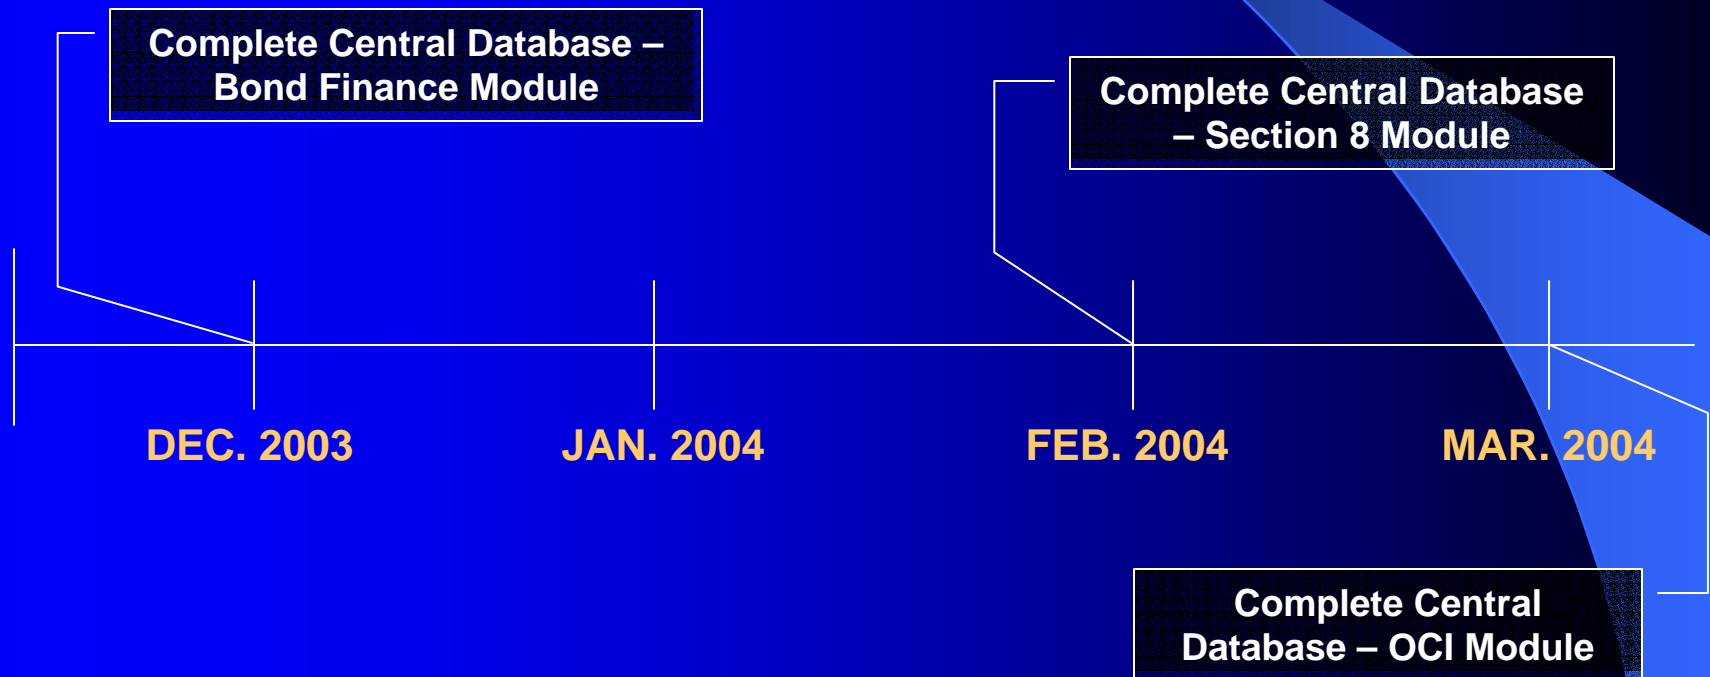 Complete Central Database –
Bond Finance Module
Complete Central Database
– Section 8 Module
DEC. 2003
JAN. 2004
FEB. 2004
MAR. 2004
Complete Central
Database – OCI Module